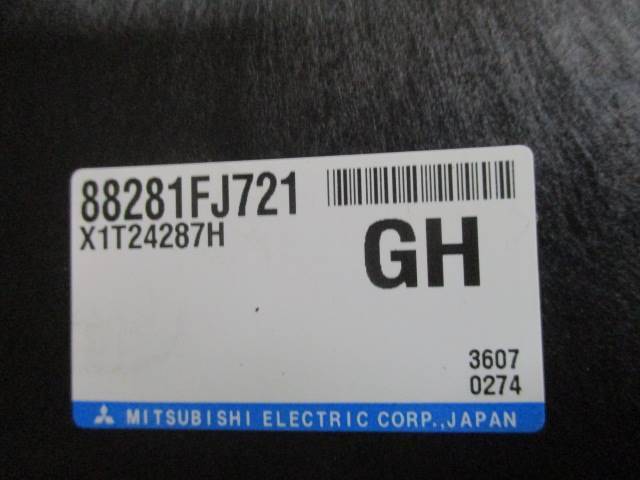 88281FJ721
X1T24287H
GH
3607
0274
MITSUBISHI ELECTRIC CORP.,JAPAN